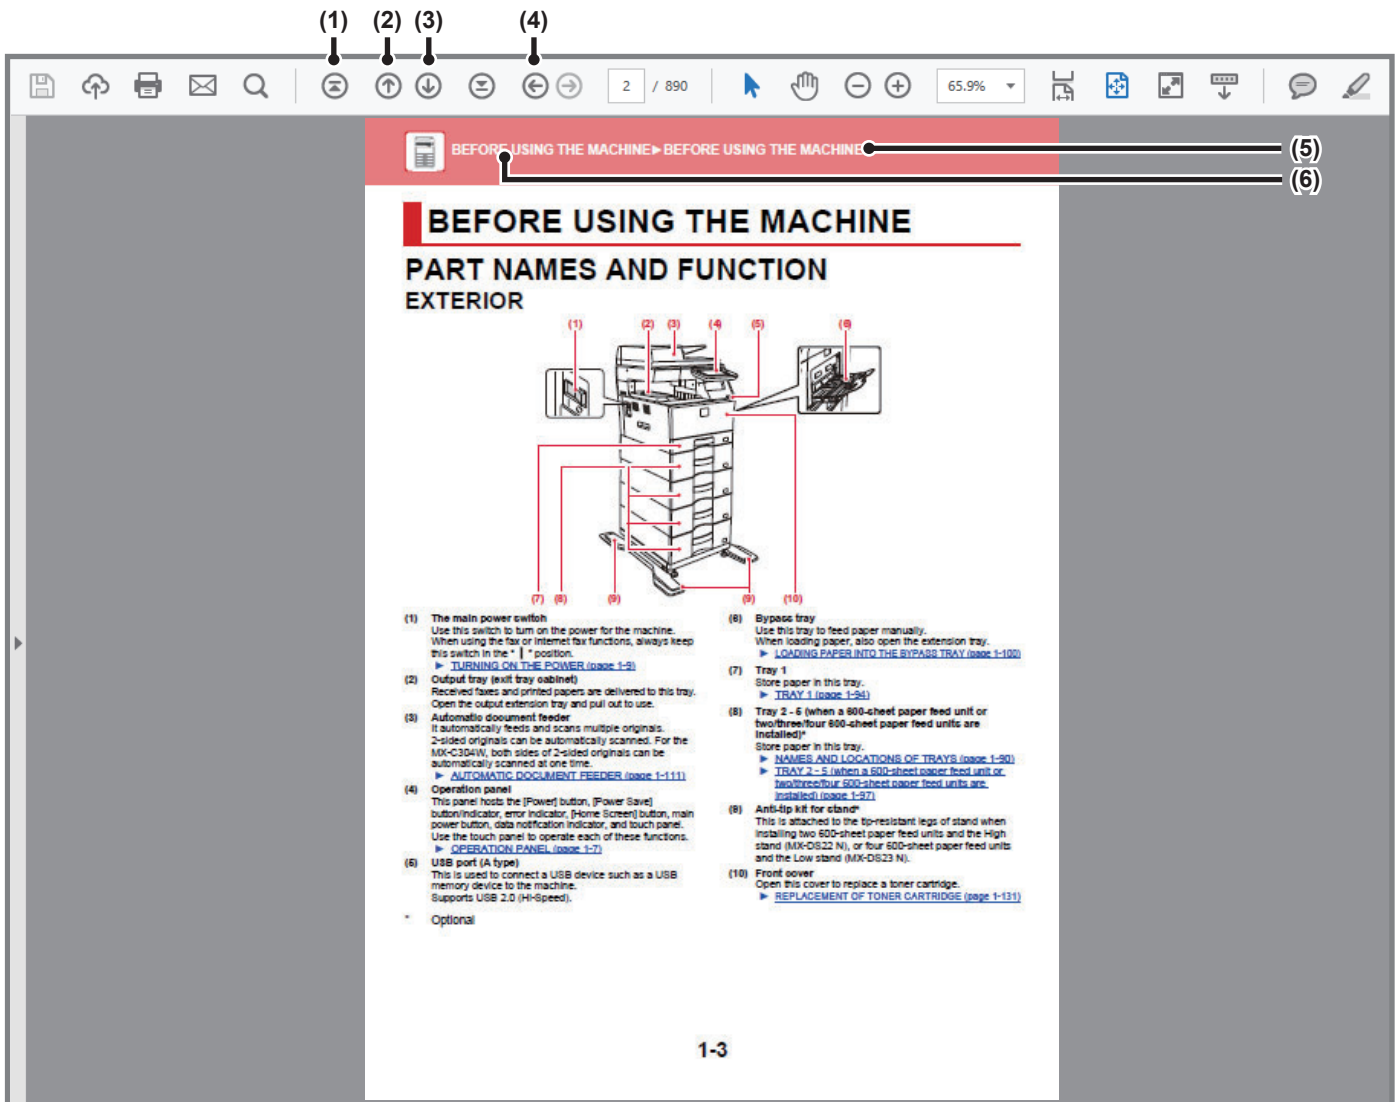 (1) (2) (3) (4)
2 / 890 65.9%
BEFORE USING THE MACHINE►BEFORE USING THE MACHINE
(5)
(6)
BEFORE USING THE MACHINE
PART NAMES AND FUNCTION
EXTERIOR
(1) (2) (3) (4) (5) (6)
(7) (8) (9) (9) (10)
(1) The main power switch
Use this switch to turn on the power for the machine.
When using the fax or Internet fax functions, always keep
this switch in the " | " position.
► TURNING ON THE POWER (page 1-9)
(2) Output tray (exit tray cabinet)
Received faxes and printed papers are delivered to this tray.
Open the output extension tray and pull out to use.
(3) Automatic document feeder
It automatically feeds and scans multiple originals.
2-sided originals can be automatically scanned. For the
MX-C304W, both sides of 2-sided originals can be
automatically scanned at one time.
► AUTOMATIC DOCUMENT FEEDER (page 1-111)
(4) Operation panel
This panel hosts the [Power] button, [Power Save]
button/indicator, error indicator, [Home Screen] button, main
power button, data notification indicator, and touch panel.
Use the touch panel to operate each of these functions.
► OPERATION PANEL (page 1-7)
(5) USB port (A type)
This is used to connect a USB device such as a USB
memory device to the machine.
Supports USB 2.0 (Hi-Speed).
* Optional
(6) Bypass tray
Use this tray to feed paper manually.
When loading paper, also open the extension tray.
► LOADING PAPER INTO THE BYPASS TRAY (page 1-100)
(7) Tray 1
Store paper in this tray.
► TRAY 1 (page 1-94)
(8) Tray 2 - 5 (when a 600-sheet paper feed unit or
two/three/four 600-sheet paper feed units are
installed)*
Store paper in this tray.
► NAMES AND LOCATIONS OF TRAYS (page 1-90)
► TRAY 2 - 5 (when a 600-sheet paper feed unit or
two/three/four 600-sheet paper feed units are
installed) (page 1-97)
(9) Anti-tip kit for stand*
This is attached to the tip-resistant legs of stand when
installing two 600-sheet paper feed units and the High
stand (MX-DS22 N), or four 600-sheet paper feed units
and the Low stand (MX-DS23 N).
(10) Front cover
Open this cover to replace a toner cartridge.
► REPLACEMENT OF TONER CARTRIDGE (page 1-131)
1-3